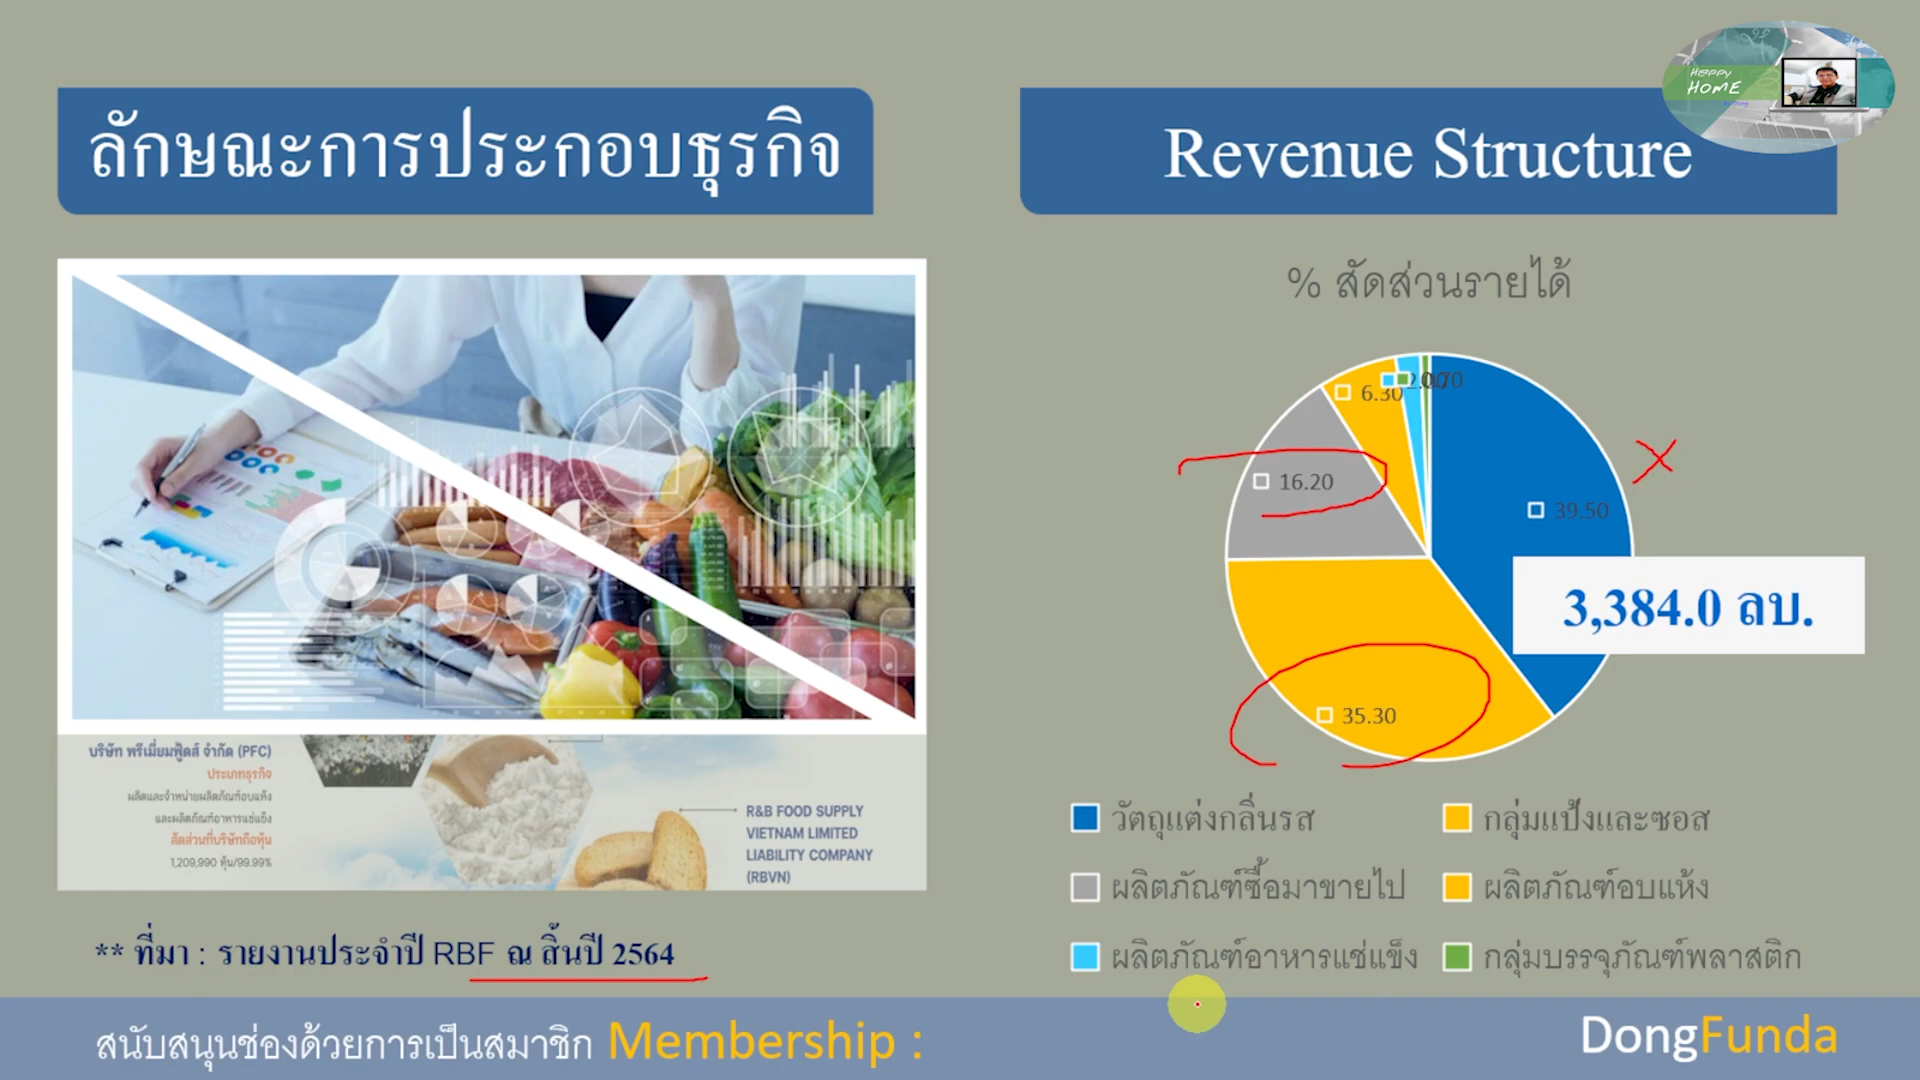 ลักษณะการประกอบธุรกิจ
Revenue Structure
Happy
HOME
% สัดส่วนรายได้
6.30
2.00
0.70
16.20
39.50
3,384.0 ลบ.
35.30
บริษัท พรีเมี่ยมฟู๊ดส์ จำกัด (PFC)
ประเภทธุรกิจ
ผลิตและจำหน่ายผลิตภัณฑ์อบแห้ง
และผลิตภัณฑ์อาหารแช่แข็ง
สัดส่วนที่บริษัทถือหุ้น
1,209,990 หุ้น/99.99%
R&B FOOD SUPPLY
VIETNAM LIMITED
LIABILITY COMPANY
(RBVN)
วัตถุแต่งกลิ่นรส
กลุ่มแป้งและซอส
ผลิตภัณฑ์ซื้อมาขายไป
ผลิตภัณฑ์อบแห้ง
ผลิตภัณฑ์อาหารแช่แข็ง
กลุ่มบรรจุภัณฑ์พลาสติก
** ที่มา : รายงานประจำปี RBF ณ สิ้นปี 2564
สนับสนุนช่องด้วยการเป็นสมาชิก Membership :
DongFunda